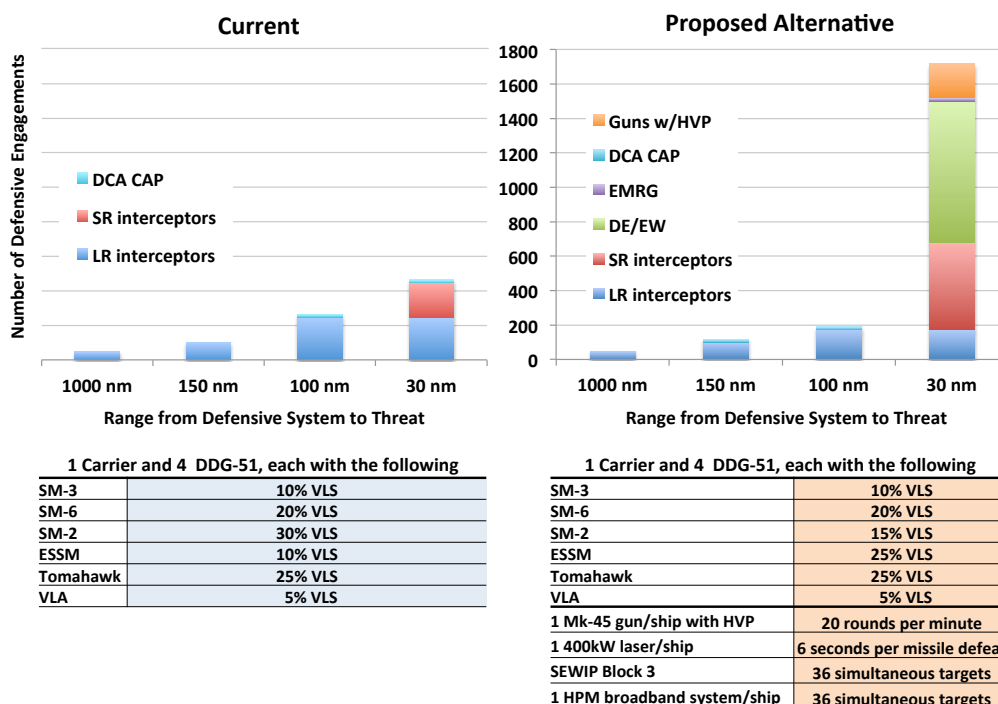 Current
Number of Defensive Engagements
DCA CAP
SR interceptors
LR interceptors
1000 nm 150 nm 100 nm 30 nm
Range from Defensive System to Threat
1 Carrier and 4 DDG-51, each with the following
SM-3 10% VLS
SM-6 20% VLS
SM-2 30% VLS
ESSM 10% VLS
Tomahawk 25% VLS
VLA 5% VLS
Proposed Alternative
1800
1600
1400
1200
1000
800
600
400
200
0
Guns w/HVP
DCA CAP
EMRG
DE/EW
SR interceptors
LR interceptors
1000 nm 150 nm 100 nm 30 nm
Range from Defensive System to Threat
1 Carrier and 4 DDG-51, each with the following
SM-3 10% VLS
SM-6 20% VLS
SM-2 15% VLS
ESSM 25% VLS
Tomahawk 25% VLS
VLA 5% VLS
1 Mk-45 gun/ship with HVP 20 rounds per minute
1 400kW laser/ship 6 seconds per missile defea
SEWIP Block 3 36 simultaneous targets
1 HPM broadband system/ship 36 simultaneous targets